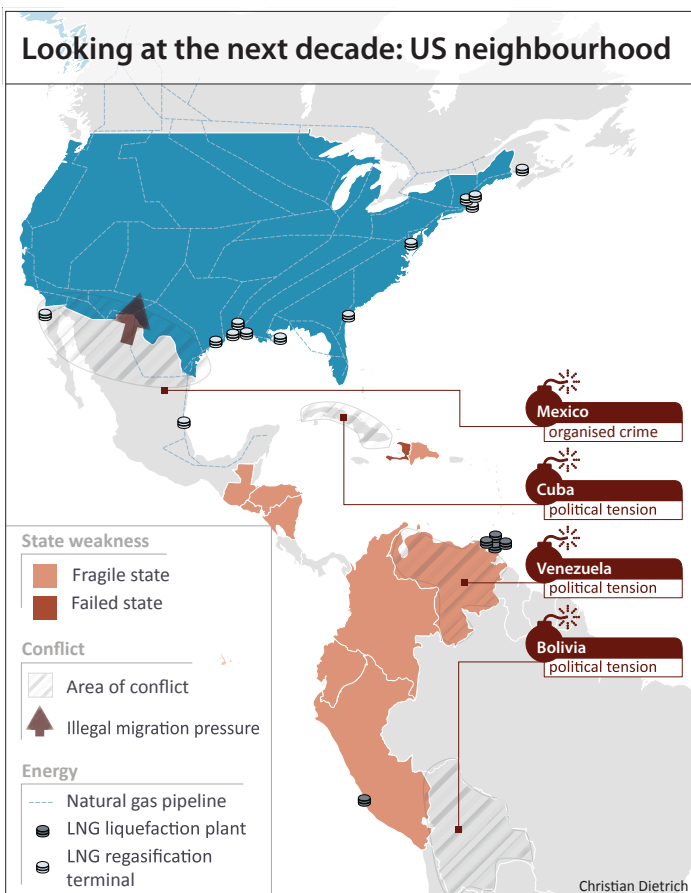 Looking at the next decade: US neighbourhood
Mexico
organised crime
Cuba
political tension
Venezuela
political tension
Bolivia
political tension
State weakness
Fragile state
Failed state
Conflict
Area of conflict
Illegal migration pressure
Energy
Natural gas pipeline
LNG liquefaction plant
LNG regasification
terminal
Christian Dietrich